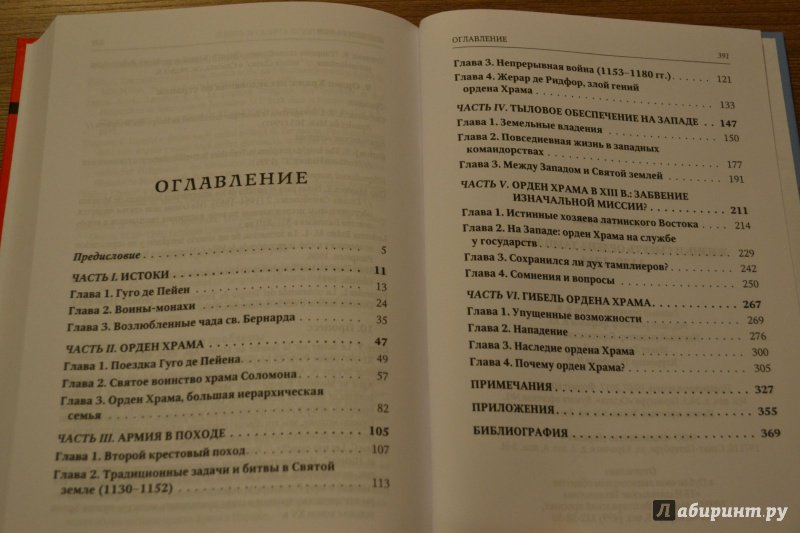 ОГЛАВЛЕНИЕ
Предисловие 5
ЧАСТЬ I. ИСТОКИ 11
Глава 1. Гуго де Пейен 13
Глава 2. Воины-монахи 24
Глава 3. Возлюбленные чада св. Бернарда 35
ЧАСТЬ II. ОРДЕН ХРАМА 47
Глава 1. Поездка Гуго де Пейена 49
Глава 2. Святое воинство храма Соломона 57
Глава 3. Орден Храма, большая иерархическая
семья 82
ЧАСТЬ III. АРМИЯ В ПОХОДЕ 105
Глава 1. Второй крестовый поход 107
Глава 2. Традиционные задачи и битвы в Святой
земле (1130–1152) 113
ОГЛАВЛЕНИЕ 391
Глава 3. Непрерывная война (1153–1180 гг.) 121
Глава 4. Жерар де Ридфор, злой гений
ордена Храма 133
ЧАСТЬ IV. ТЫЛОВОЕ ОБЕСПЕЧЕНИЕ НА ЗАПАДЕ 147
Глава 1. Земельные владения 150
Глава 2. Повседневная жизнь в западных
командорствах 177
Глава 3. Между Западом и Святой землей 191
ЧАСТЬ V. ОРДЕН ХРАМА В XIII В.: ЗАБВЕНИЕ
ИЗНАЧАЛЬНОЙ МИССИИ? 211
Глава 1. Истинные хозяева латинского Востока 214
Глава 2. На Западе: орден Храма на службе
у государств 229
Глава 3. Сохранился ли дух тамплиеров? 242
Глава 4. Сомнения и вопросы 250
ЧАСТЬ VI. ГИБЕЛЬ ОРДЕНА ХРАМА 267
Глава 1. Упущенные возможности 269
Глава 2. Нападение 276
Глава 3. Наследие ордена Храма 300
Глава 4. Почему орден Храма? 305
ПРИМЕЧАНИЯ 327
ПРИЛОЖЕНИЯ 355
БИБЛИОГРАФИЯ 369
Лабиринт.ру